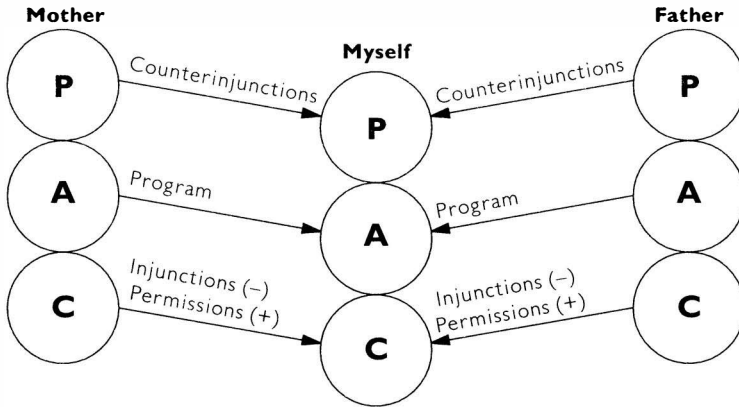 Mother
Myself
Father
P
Counterinjunctions
P
Counterinjunctions
P
A
Program
A
Program
A
C
Injunctions (–)
Permissions (+)
C
Injunctions (–)
Permissions (+)
C